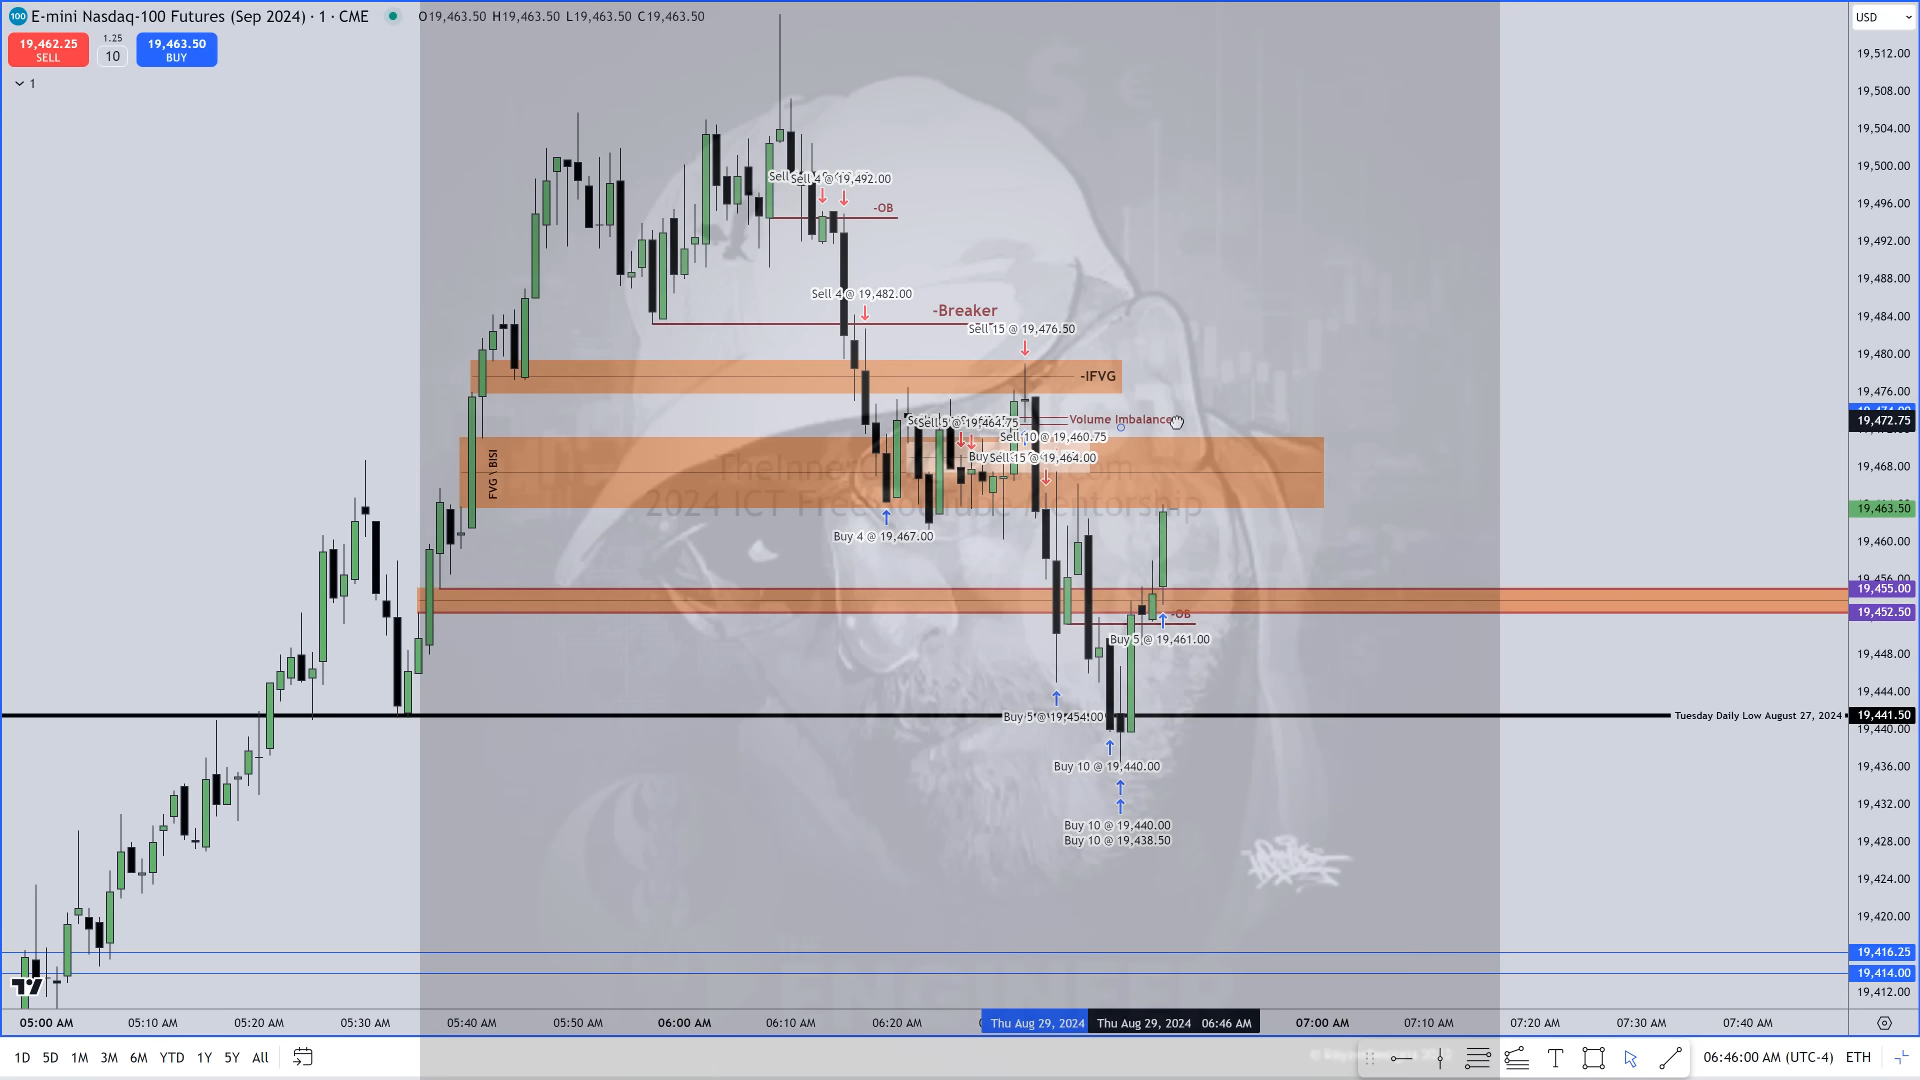 E-mini Nasdaq-100 Futures (Sep 2024) · 1 · CME
O19,463.50 H19,463.50 L19,463.50 C19,463.50
USD
19,462.25
SELL
1.25
10
19,463.50
BUY
1
19,512.00
19,508.00
19,504.00
19,500.00
19,496.00
19,492.00
19,488.00
19,484.00
19,480.00
19,476.00
19,472.75
19,468.00
19,463.50
19,460.00
19,456.00
19,455.00
19,452.50
19,448.00
19,444.00
19,441.50
19,440.00
19,436.00
19,432.00
19,428.00
19,424.00
19,420.00
19,416.25
19,414.00
19,412.00
Sell 4 @ 19,492.00
-OB
Sell 4 @ 19,482.00
-Breaker
Sell 15 @ 19,476.50
-IFVG
Volume Imbalance
Sell 5 @ 19,464.75
Sell 10 @ 19,460.75
Buy
Sell 15 @ 19,464.00
FVG \ BISI
2024 ICT Free YouTube Mentorship
Buy 4 @ 19,467.00
-OB
Buy 5 @ 19,461.00
Buy 5 @ 19,454.00
Tuesday Daily Low August 27, 2024
Buy 10 @ 19,440.00
Buy 10 @ 19,440.00
Buy 10 @ 19,438.50
05:00 AM 05:10 AM 05:20 AM 05:30 AM 05:40 AM 05:50 AM 06:00 AM 06:10 AM 06:20 AM Thu Aug 29, 2024 Thu Aug 29, 2024 06:46 AM 07:00 AM 07:10 AM 07:20 AM 07:30 AM 07:40 AM
1D 5D 1M 3M 6M YTD 1Y 5Y All
06:46:00 AM (UTC-4) ETH